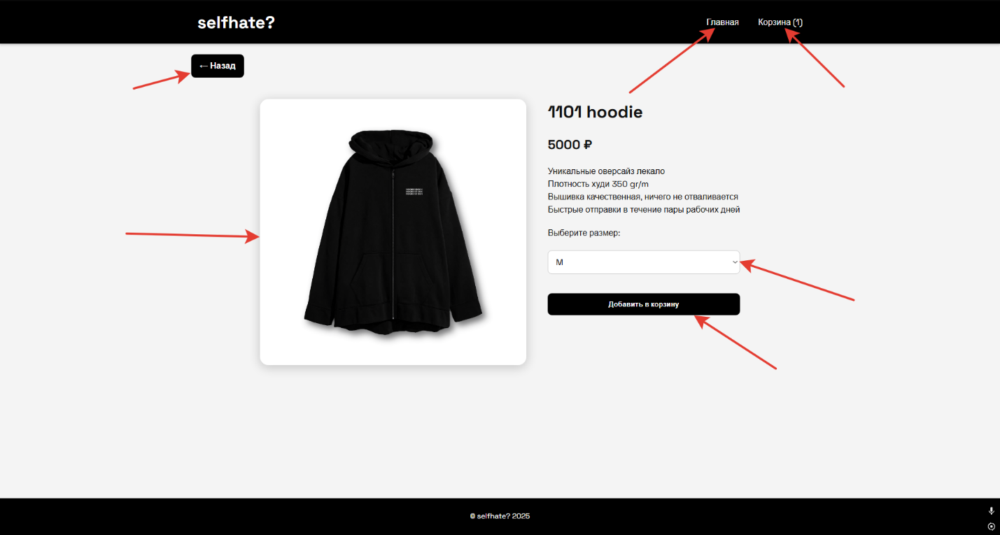 selfhate?
Главная
Корзина (1)
← Назад
1101 hoodie
5000 ₽
Уникальные оверсайз лекало
Плотность худи 350 gr/m
Вышивка качественная, ничего не отваливается
Быстрые отправки в течение пары рабочих дней
Выберите размер:
M
Добавить в корзину
© selfhate? 2025